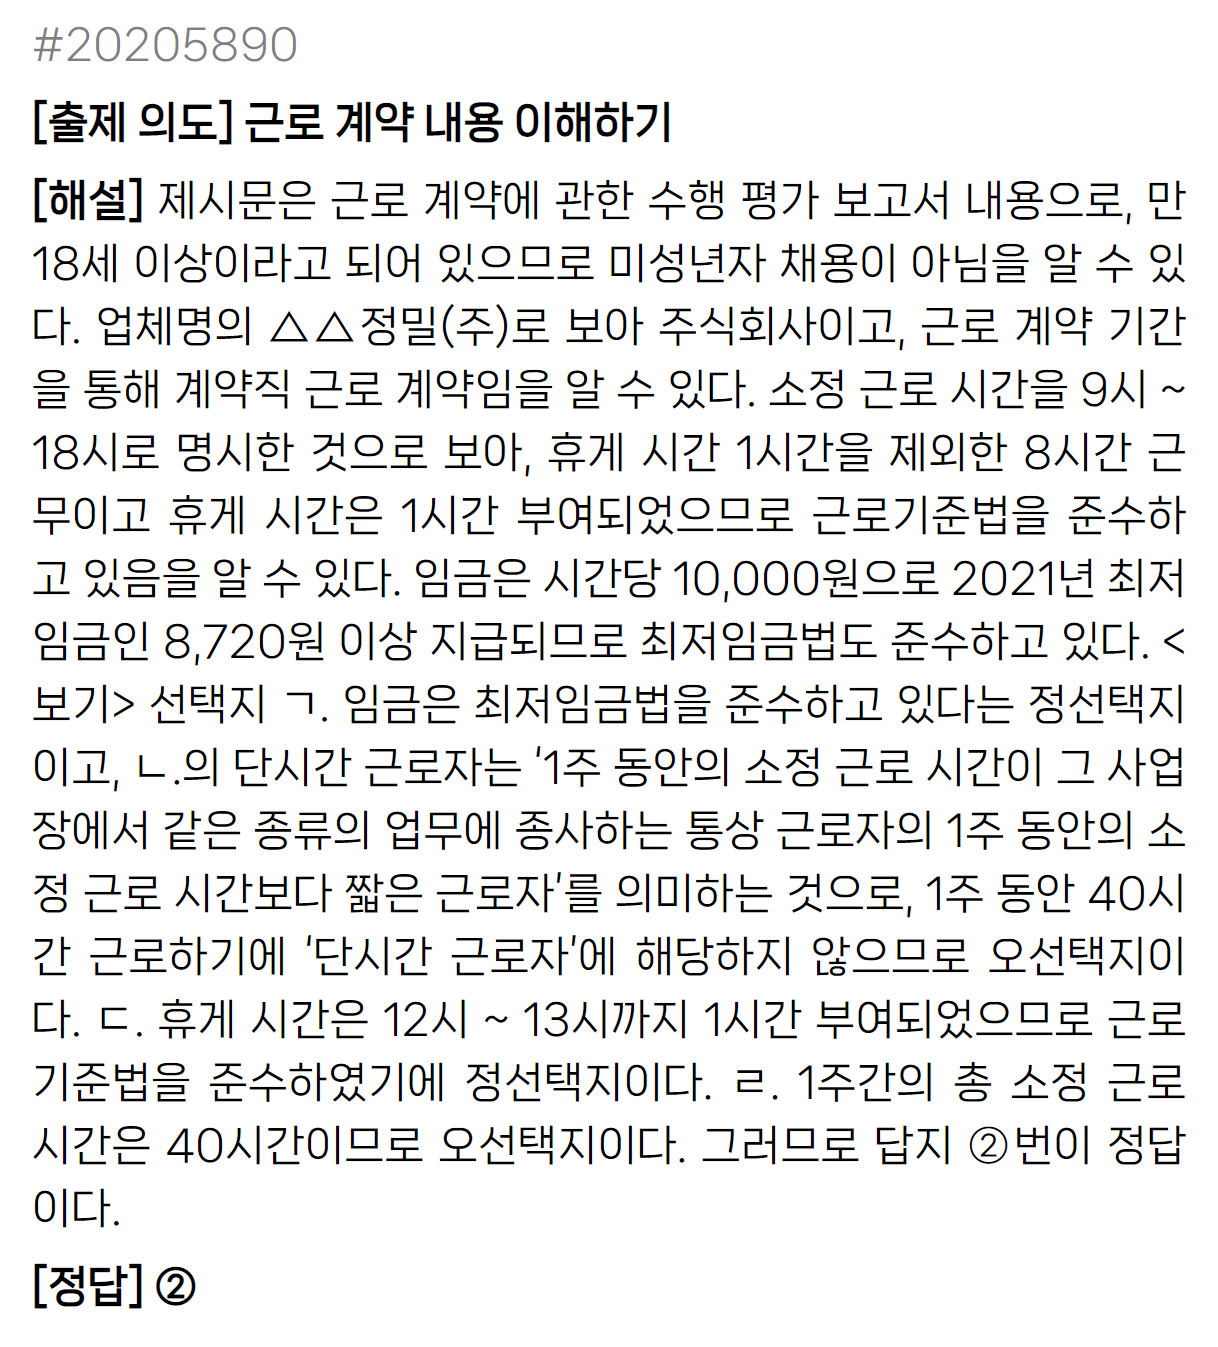 #20205890
[출제 의도] 근로 계약 내용 이해하기
[해설] 제시문은 근로 계약에 관한 수행 평가 보고서 내용으로, 만
18세 이상이라고 되어 있으므로 미성년자 채용이 아님을 알 수 있
다. 업체명의 △△정밀(주)로 보아 주식회사이고, 근로 계약 기간
을 통해 계약직 근로 계약임을 알 수 있다. 소정 근로 시간을 9시 ~
18시로 명시한 것으로 보아, 휴게 시간 1시간을 제외한 8시간 근
무이고 휴게 시간은 1시간 부여되었으므로 근로기준법을 준수하
고 있음을 알 수 있다. 임금은 시간당 10,000원으로 2021년 최저
임금인 8,720원 이상 지급되므로 최저임금법도 준수하고 있다. <
보기> 선택지 ㄱ. 임금은 최저임금법을 준수하고 있다는 정선택지
이고, ㄴ.의 단시간 근로자는 '1주 동안의 소정 근로 시간이 그 사업
장에서 같은 종류의 업무에 종사하는 통상 근로자의 1주 동안의 소
정 근로 시간보다 짧은 근로자'를 의미하는 것으로, 1주 동안 40시
간 근로하기에 '단시간 근로자'에 해당하지 않으므로 오선택지이
다. ㄷ. 휴게 시간은 12시 ~ 13시까지 1시간 부여되었으므로 근로
기준법을 준수하였기에 정선택지이다. ㄹ. 1주간의 총 소정 근로
시간은 40시간이므로 오선택지이다. 그러므로 답지 ②번이 정답
이다.
[정답] ②